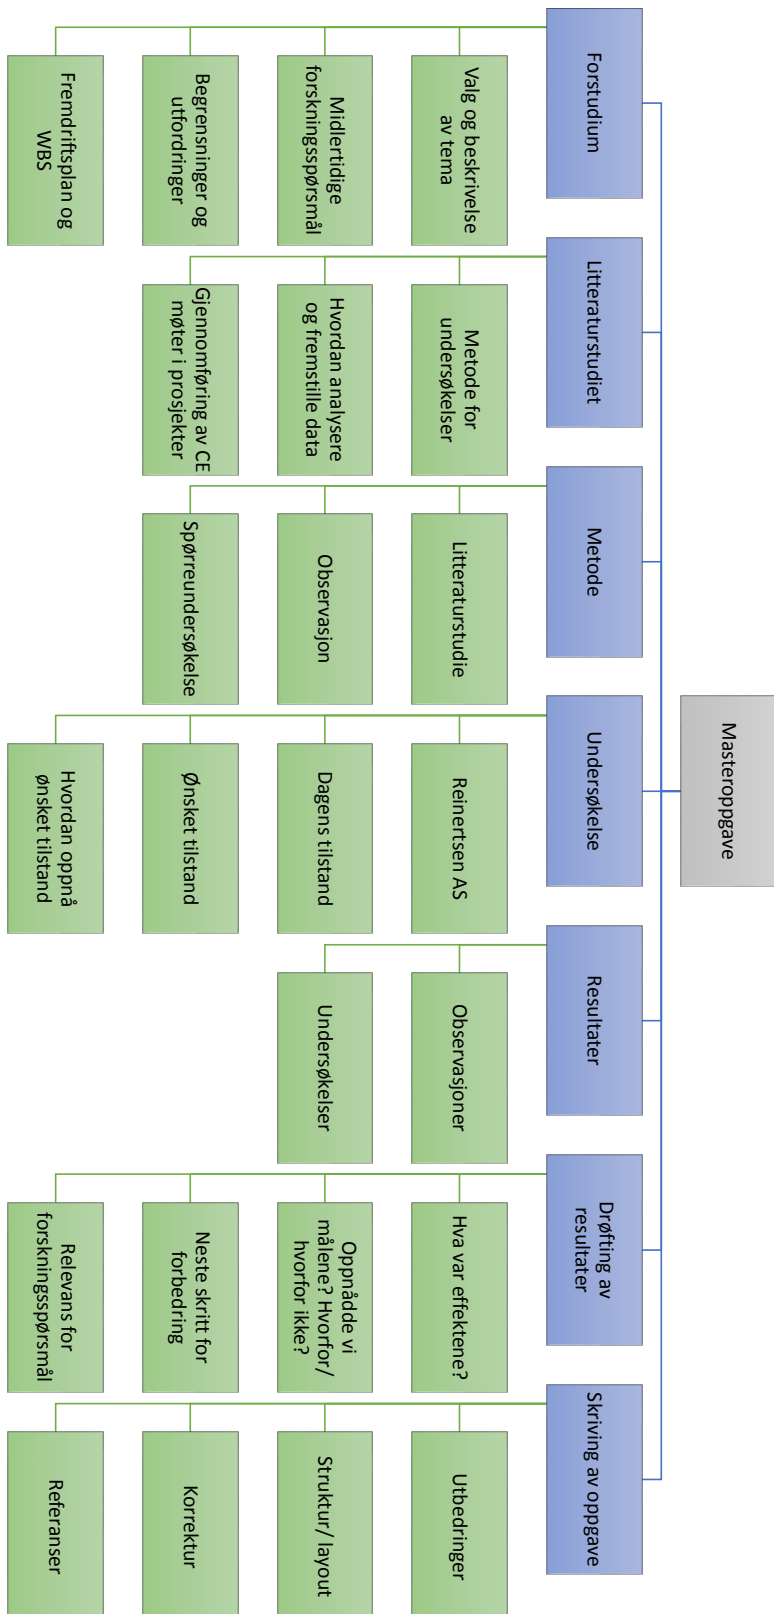 Masteroppgave
Forstudium
Valg og beskrivelse
av tema
Midlertidige
forskningsspørsmål
Begrensninger og
utfordringer
Fremdriftsplan og
WBS
Litteraturstudiet
Metode for
undersøkelser
Hvordan analysere
og fremstille data
Gjennomføring av CE
møter i prosjekter
Metode
Litteraturstudie
Observasjon
Spørreundersøkelse
Undersøkelse
Reinertsen AS
Dagens tilstand
Ønsket tilstand
Hvordan oppnå
ønsket tilstand
Resultater
Observasjoner
Undersøkelser
Drøfting av
resultater
Hva var effektene?
Oppnådde vi
målene? Hvorfor/
hvorfor ikke?
Neste skritt for
forbedring
Relevans for
forskningsspørsmål
Skriving av oppgave
Utbedringer
Struktur/ layout
Korrektur
Referanser